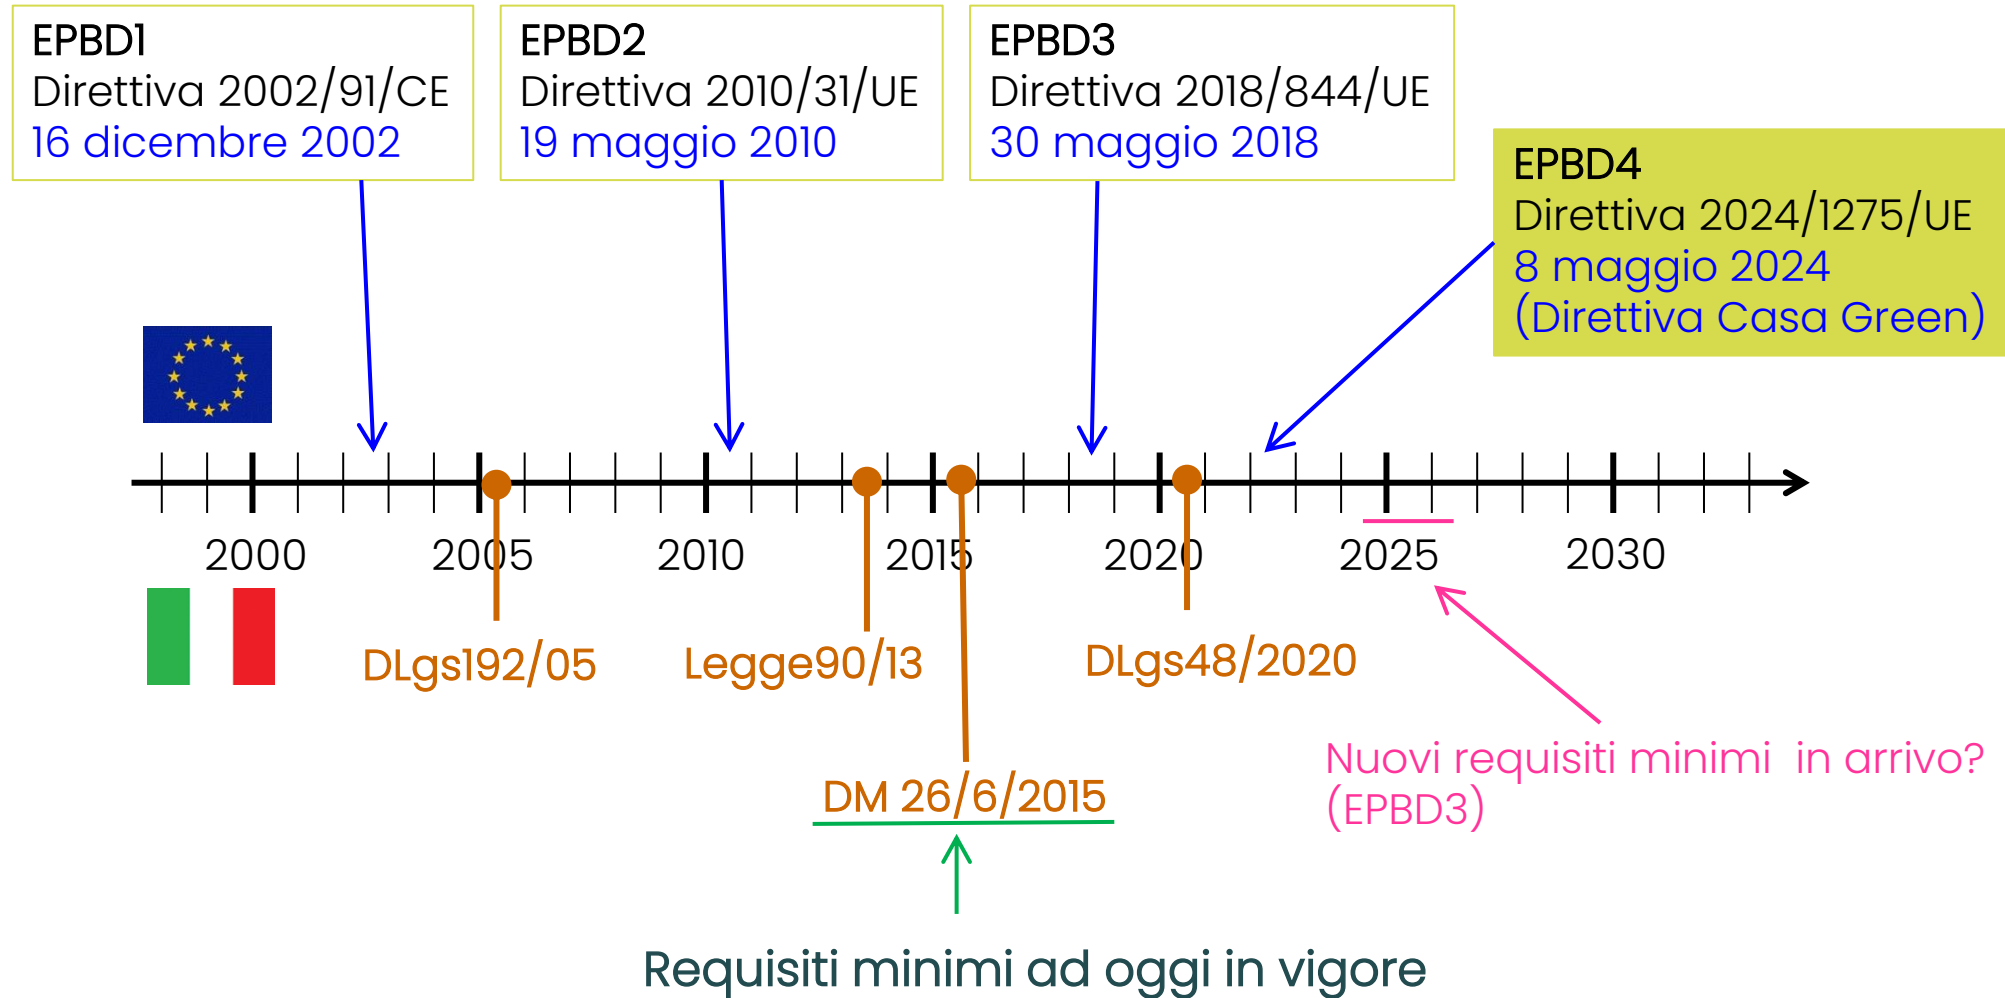 EPBD1
Direttiva 2002/91/CE
16 dicembre 2002
EPBD2
Direttiva 2010/31/UE
19 maggio 2010
EPBD3
Direttiva 2018/844/UE
30 maggio 2018
EPBD4
Direttiva 2024/1275/UE
8 maggio 2024
(Direttiva Casa Green)
2000
2005
2010
2015
2020
2025
2030
DLgs192/05
Legge90/13
DLgs48/2020
DM 26/6/2015
Nuovi requisiti minimi  in arrivo?
(EPBD3)
Requisiti minimi ad oggi in vigore